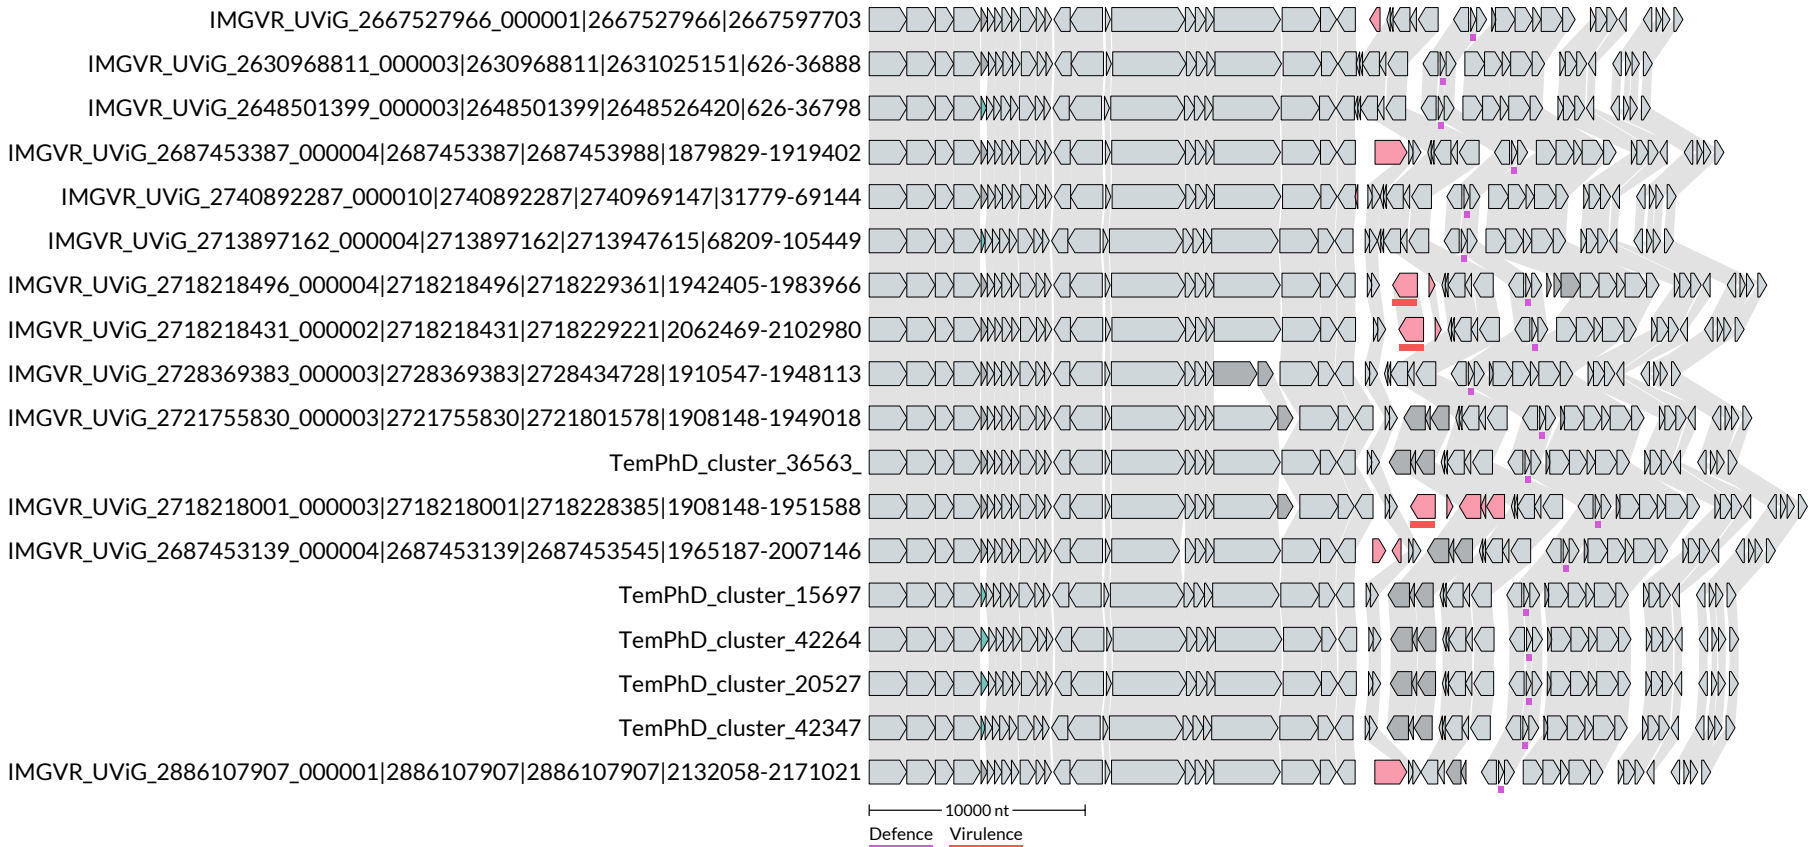 IMGVR_UViG_2667527966_000001|2667527966|2667597703
IMGVR_UViG_2630968811_000003|2630968811|2631025151|626-36888
IMGVR_UViG_2648501399_000003|2648501399|2648526420|626-36798
IMGVR_UViG_2687453387_000004|2687453387|2687453988|1879829-1919402
IMGVR_UViG_2740892287_000010|2740892287|2740969147|31779-69144
IMGVR_UViG_2713897162_000004|2713897162|2713947615|68209-105449
IMGVR_UViG_2718218496_000004|2718218496|2718229361|1942405-1983966
IMGVR_UViG_2718218431_000002|2718218431|2718229221|2062469-2102980
IMGVR_UViG_2728369383_000003|2728369383|2728434728|1910547-1948113
IMGVR_UViG_2721755830_000003|2721755830|2721801578|1908148-1949018
TemPhD_cluster_36563_
IMGVR_UViG_2718218001_000003|2718218001|2718228385|1908148-1951588
IMGVR_UViG_2687453139_000004|2687453139|2687453545|1965187-2007146
TemPhD_cluster_15697
TemPhD_cluster_42264
TemPhD_cluster_20527
TemPhD_cluster_42347
IMGVR_UViG_2886107907_000001|2886107907|2886107907|2132058-2171021
10000 nt
Defence Virulence